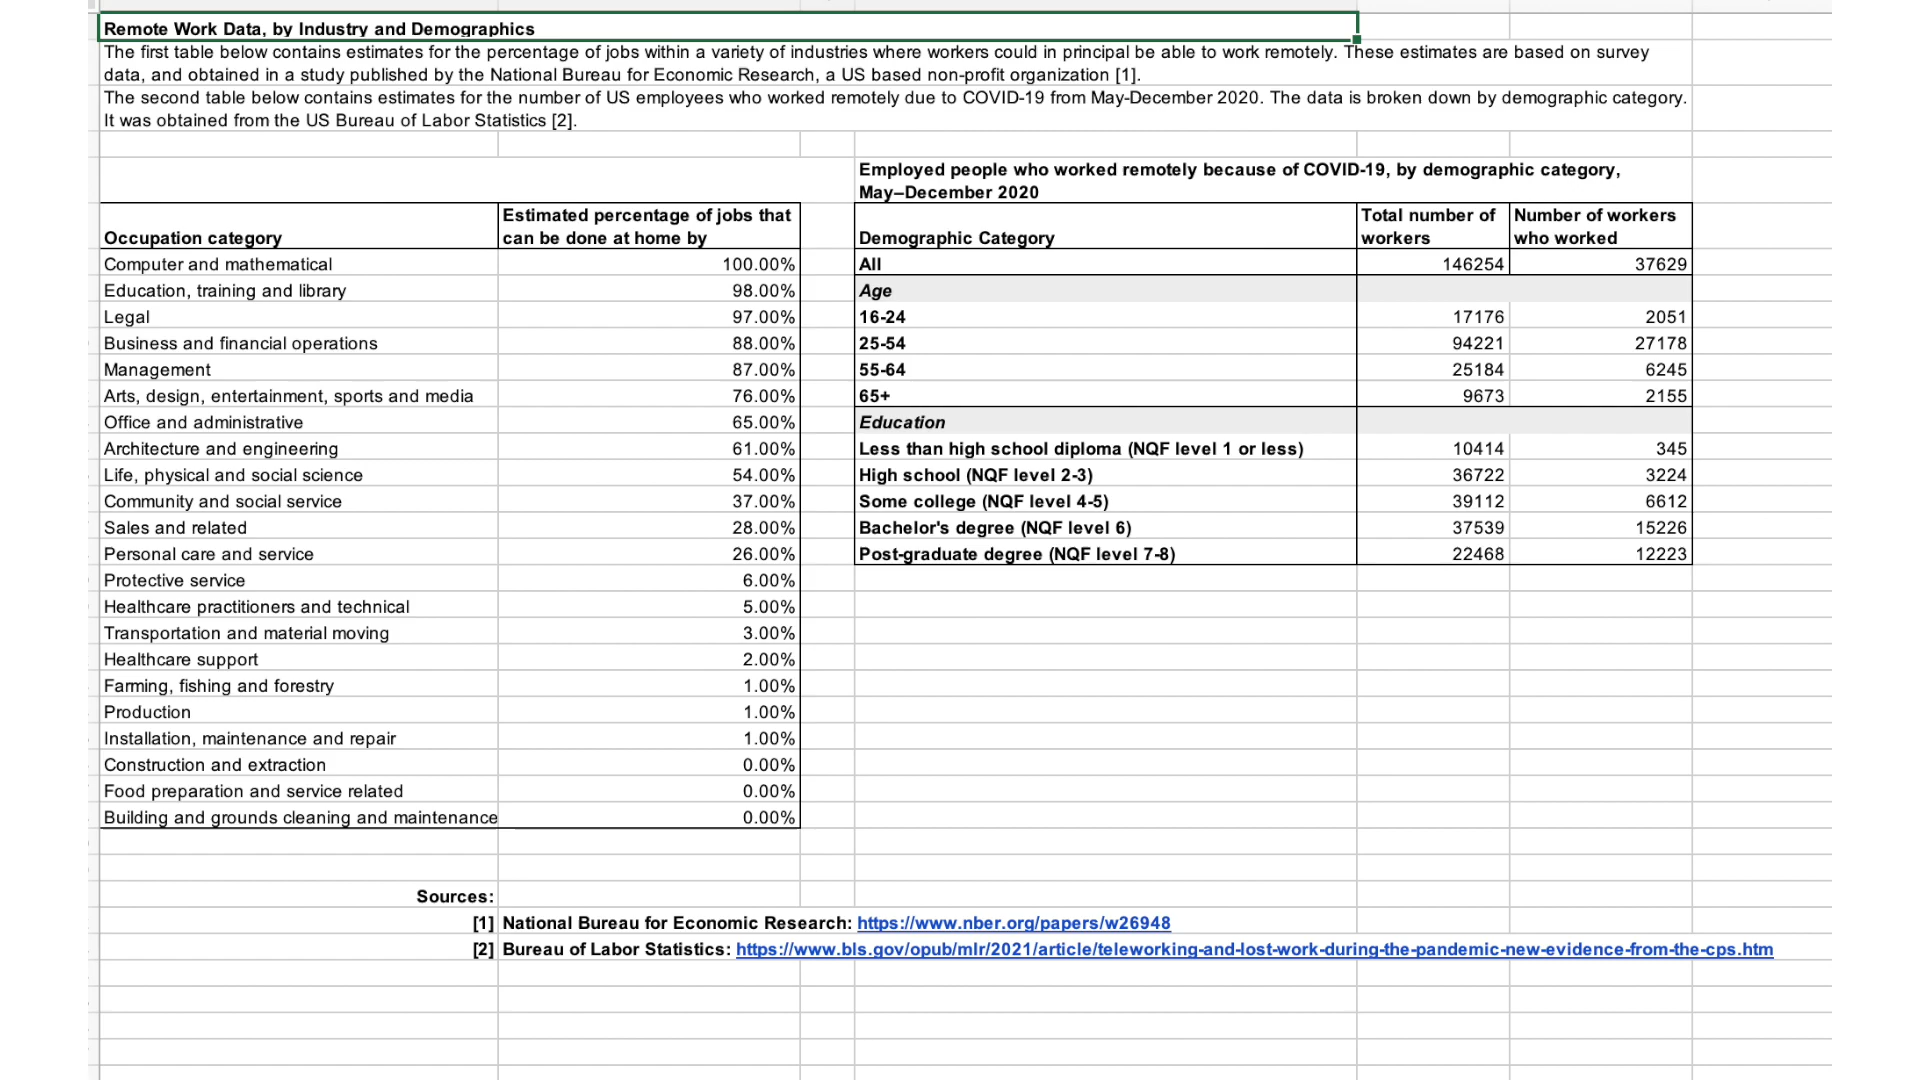 Remote Work Data, by Industry and Demographics
The first table below contains estimates for the percentage of jobs within a variety of industries where workers could in principal be able to work remotely. These estimates are based on survey
data, and obtained in a study published by the National Bureau for Economic Research, a US based non-profit organization [1].
The second table below contains estimates for the number of US employees who worked remotely due to COVID-19 from May-December 2020. The data is broken down by demographic category.
It was obtained from the US Bureau of Labor Statistics [2].
Occupation category
Estimated percentage of jobs that
can be done at home by
Computer and mathematical 100.00%
Education, training and library 98.00%
Legal 97.00%
Business and financial operations 88.00%
Management 87.00%
Arts, design, entertainment, sports and media 76.00%
Office and administrative 65.00%
Architecture and engineering 61.00%
Life, physical and social science 54.00%
Community and social service 37.00%
Sales and related 28.00%
Personal care and service 26.00%
Protective service 6.00%
Healthcare practitioners and technical 5.00%
Transportation and material moving 3.00%
Healthcare support 2.00%
Farming, fishing and forestry 1.00%
Production 1.00%
Installation, maintenance and repair 1.00%
Construction and extraction 0.00%
Food preparation and service related 0.00%
Building and grounds cleaning and maintenance 0.00%
Employed people who worked remotely because of COVID-19, by demographic category,
May–December 2020
Demographic Category
Total number of
workers
Number of workers
who worked
All 146254 37629
Age
16-24 17176 2051
25-54 94221 27178
55-64 25184 6245
65+ 9673 2155
Education
Less than high school diploma (NQF level 1 or less) 10414 345
High school (NQF level 2-3) 36722 3224
Some college (NQF level 4-5) 39112 6612
Bachelor's degree (NQF level 6) 37539 15226
Post-graduate degree (NQF level 7-8) 22468 12223
Sources:
[1] National Bureau for Economic Research: https://www.nber.org/papers/w26948
[2] Bureau of Labor Statistics: https://www.bls.gov/opub/mlr/2021/article/teleworking-and-lost-work-during-the-pandemic-new-evidence-from-the-cps.htm